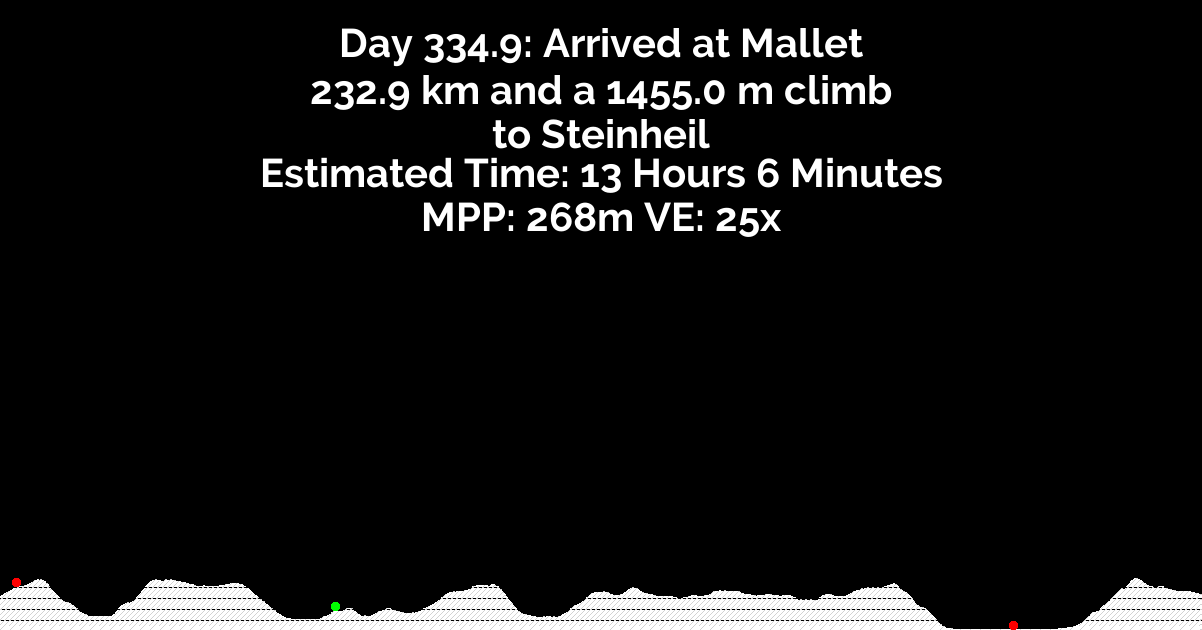 Day 334.9: Arrived at Mallet
232.9 km and a 1455.0 m climb
to Steinheil
Estimated Time: 13 Hours 6 Minutes
MPP: 268m VE: 25x